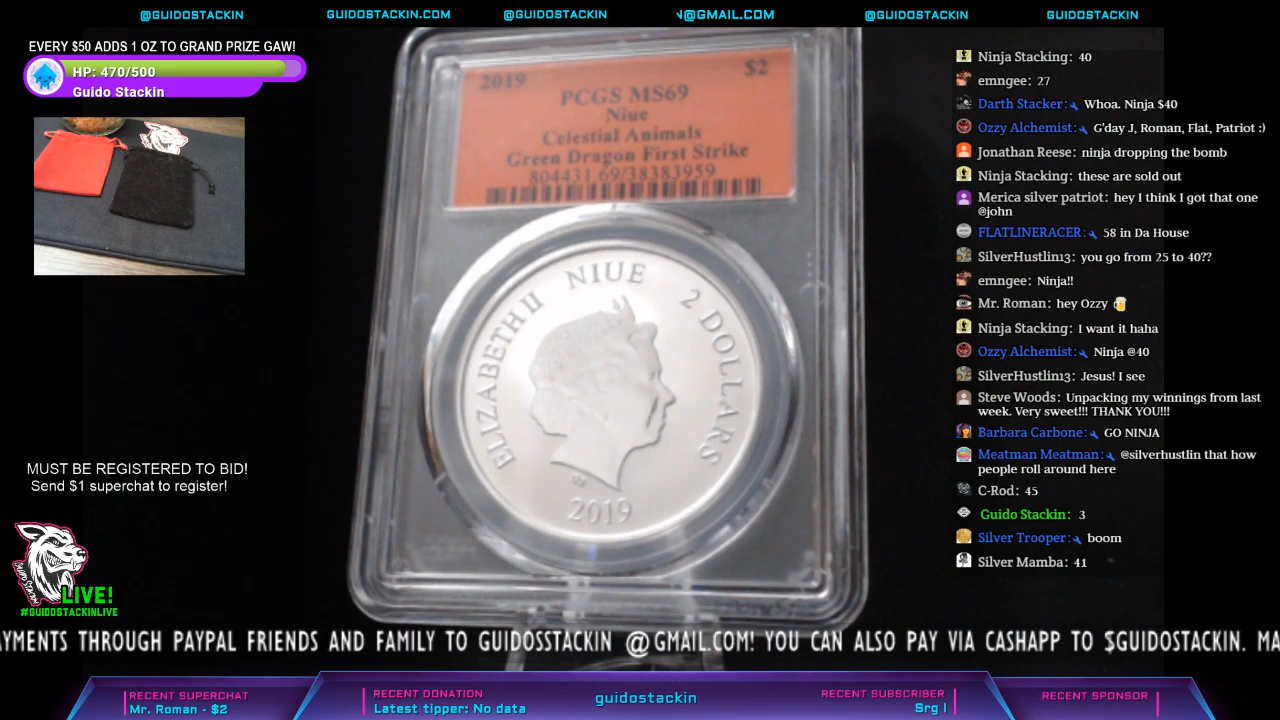 @GUIDOSTACKIN GUIDOSTACKIN.COM @GUIDOSTACKIN @GMAIL.COM @GUIDOSTACKIN GUIDOSTACKIN
EVERY $50 ADDS 1 OZ TO GRAND PRIZE GAW!
HP: 470/500
Guido Stackin
2019 $2
PCGS MS69
Niue
Celestial Animals
Green Dragon First Strike
804431.69/38383959
ELIZABETH II NIUE 2 DOLLARS
2019
MUST BE REGISTERED TO BID!
Send $1 superchat to register!
GUIDO STACKIN
LIVE!
#GUIDOSTACKINLIVE
Ninja Stacking: 40
emngee: 27
Darth Stacker: Whoa. Ninja $40
Ozzy Alchemist: G'day J, Roman, Flat, Patriot :)
Jonathan Reese: ninja dropping the bomb
Ninja Stacking: these are sold out
Merica silver patriot: hey I think I got that one
@john
FLATLINERACER: 58 in Da House
SilverHustlin13: you go from 25 to 40??
emngee: Ninja!!
Mr. Roman: hey Ozzy 🍺
Ninja Stacking: I want it haha
Ozzy Alchemist: Ninja @40
SilverHustlin13: Jesus! I see
Steve Woods: Unpacking my winnings from last
week. Very sweet!!! THANK YOU!!!
Barbara Carbone: GO NINJA
Meatman Meatman: @silverhustlin that how
people roll around here
C-Rod: 45
Guido Stackin: 3
Silver Trooper: boom
Silver Mamba: 41
AYMENTS THROUGH PAYPAL FRIENDS AND FAMILY TO GUIDOSSTACKIN @GMAIL.COM! YOU CAN ALSO PAY VIA CASHAPP TO $GUIDOSTACKIN. MA
RECENT SUPERCHAT
Mr. Roman - $2
RECENT DONATION
Latest tipper: No data
guidostackin
RECENT SUBSCRIBER
Srg I
RECENT SPONSOR